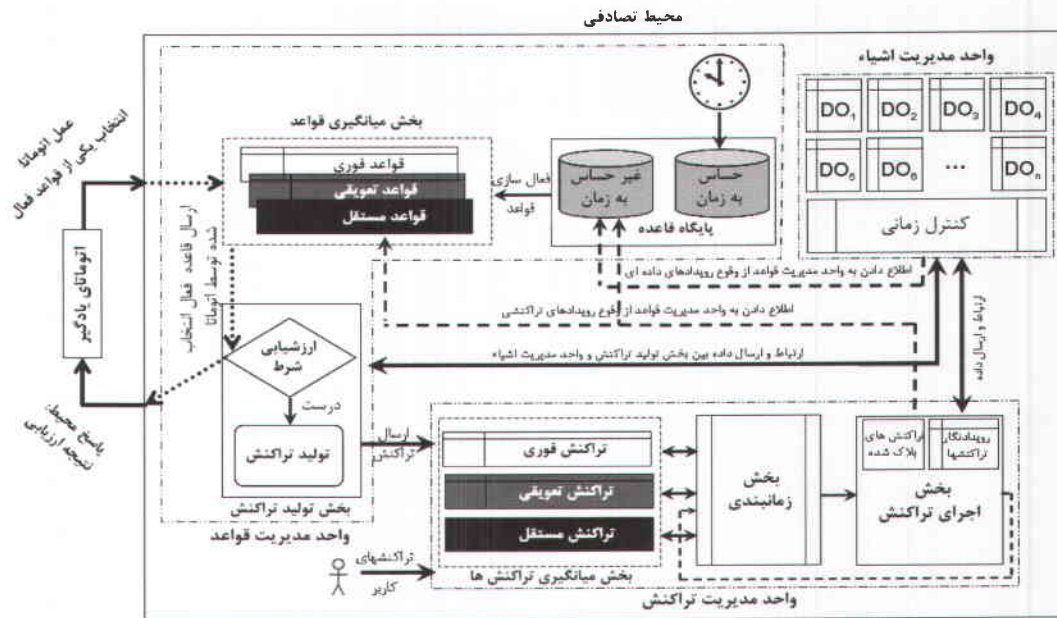 محیط تصادفی
واحد مدیریت اشیاء
DO1
DO2
DO3
DO4
DO5
DO6
...
DOn
کنترل زمانی
بخش میانگیری قواعد
قواعد فوری
قواعد تعویقی
قواعد مستقل
فعال سازی
قواعد
غیر حساس
به زمان
حساس
به زمان
پایگاه قاعده
عمل اتوماتا
انتخاب یکی از قواعد فعال
اتوماتای یادگیر
پاسخ محیط:
نتیجه ارزیابی
ارسال قاعده فعال انتخاب
شده توسط اتوماتا
اطلاع دادن به واحد مدیریت قواعد از وقوع رویدادهای داده ای
اطلاع دادن به واحد مدیریت قواعد از وقوع رویدادهای تراکنشی
ارتباط و ارسال داده بین بخش تولید تراکنش و واحد مدیریت اشیاء
ارتباط و ارسال داده
ارزشیابی
شرط
درست
تولید تراکنش
بخش تولید تراکنش
واحد مدیریت قواعد
ارسال
تراکنش
تراکنش فوری
تراکنش تعویقی
تراکنش مستقل
بخش میانگیری تراکنش ها
بخش
زمانبندی
تراکنش های
بلاک شده
رویدادنگار
تراکنشها
بخش
اجرای تراکنش
تراکنشهای
کاربر
واحد مدیریت تراکنش